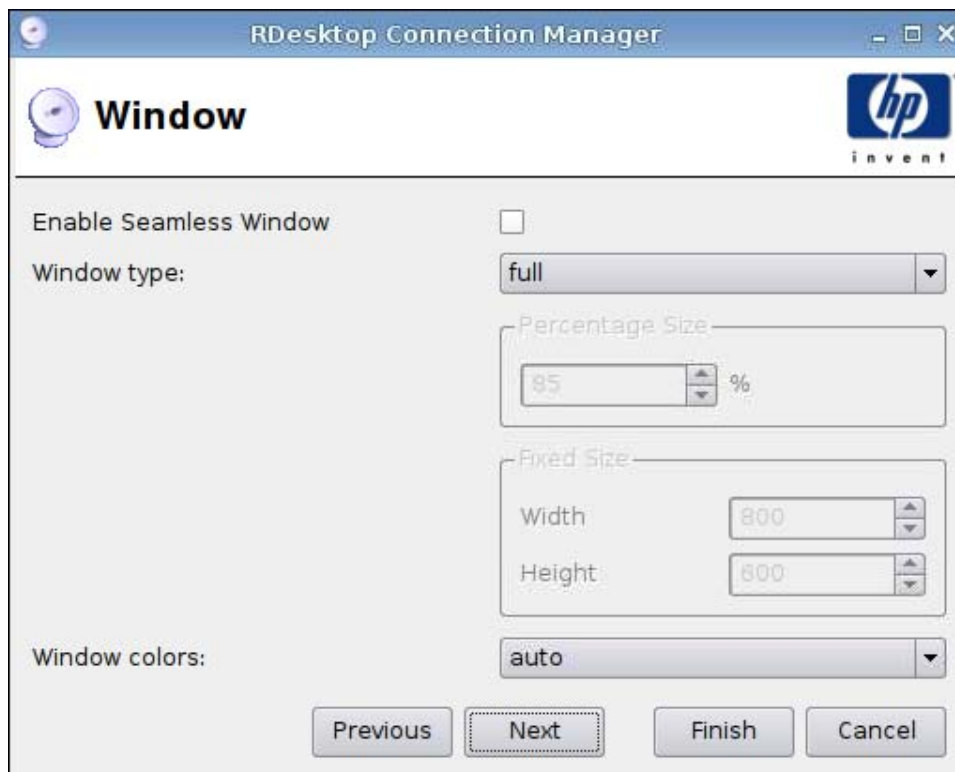 RDesktop Connection Manager
Window
hp
invent
Enable Seamless Window
Window type:
full
Percentage Size
85
%
Fixed Size
Width
800
Height
600
Window colors:
auto
Previous
Next
Finish
Cancel